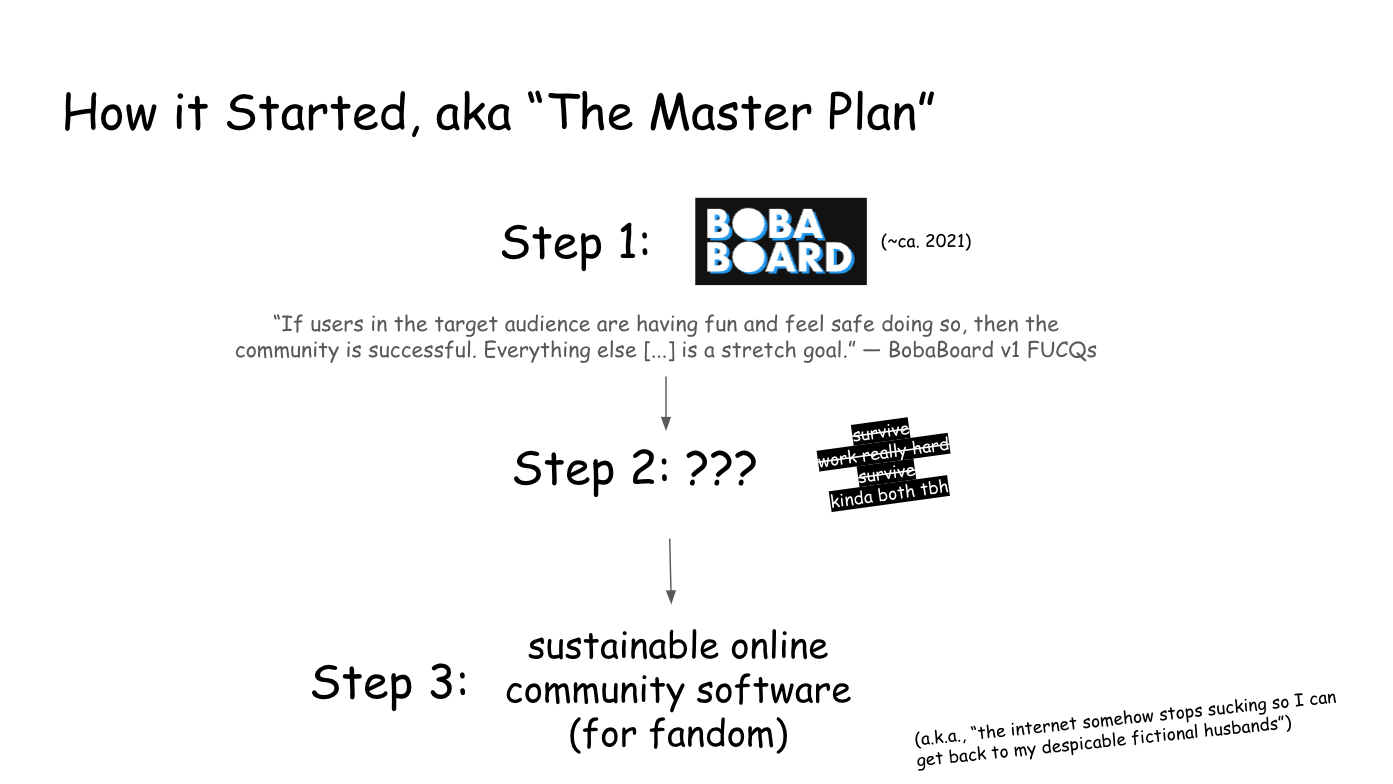 How it Started, aka “The Master Plan”
Step 1:
BOBA
BOARD
(~ca. 2021)
“If users in the target audience are having fun and feel safe doing so, then the
community is successful. Everything else [...] is a stretch goal.” — BobaBoard v1 FUCQs
Step 2: ???
survive
work really hard
survive
kinda both tbh
Step 3:
sustainable online
community software
(for fandom)
(a.k.a., “the internet somehow stops sucking so I can
get back to my despicable fictional husbands”)